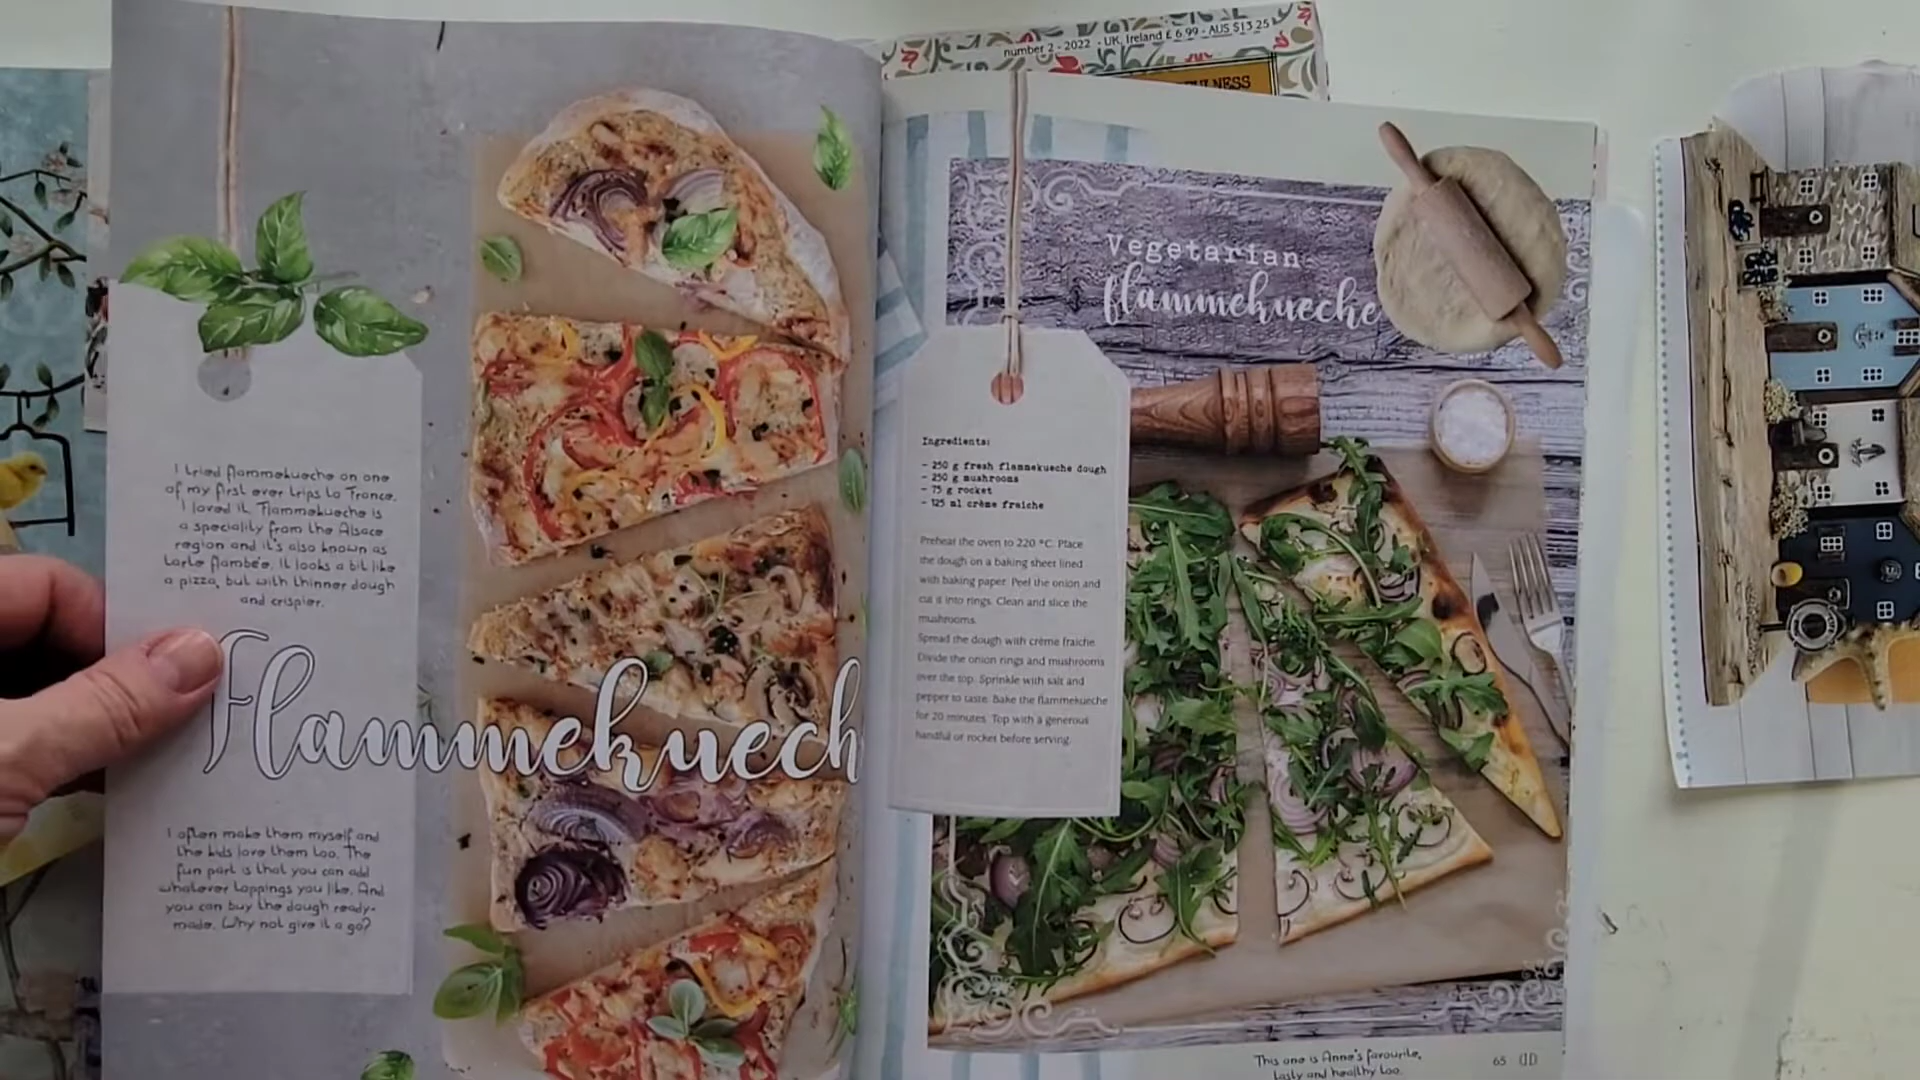 number 2 - 2022 - UK, Ireland £ 6.99 - AUS $13.25
I tried flammekueche on one
of my first ever trips to France.
I loved it. Flammekueche is
a speciality from the Alsace
region and it's also known as
tarte flambée. It looks a bit like
a pizza, but with thinner dough
and crispier.
Flammekuech
I often make them myself and
the kids love them too. The
fun part is that you can add
whatever toppings you like. And
you can buy the dough ready-
made. Why not give it a go?
Vegetarian
flammekueche
Ingredients:
- 250 g fresh flammekueche dough
- 250 g mushrooms
- 75 g rocket
- 125 ml crème fraiche
Preheat the oven to 220 °C. Place
the dough on a baking sheet lined
with baking paper. Peel the onion and
cut it into rings. Clean and slice the
mushrooms.
Spread the dough with crème fraiche.
Divide the onion rings and mushrooms
over the top. Sprinkle with salt and
pepper to taste. Bake the flammekueche
for 20 minutes. Top with a generous
handful or rocket before serving.
This one is Anne's favourite,
tasty and healthy too.
65